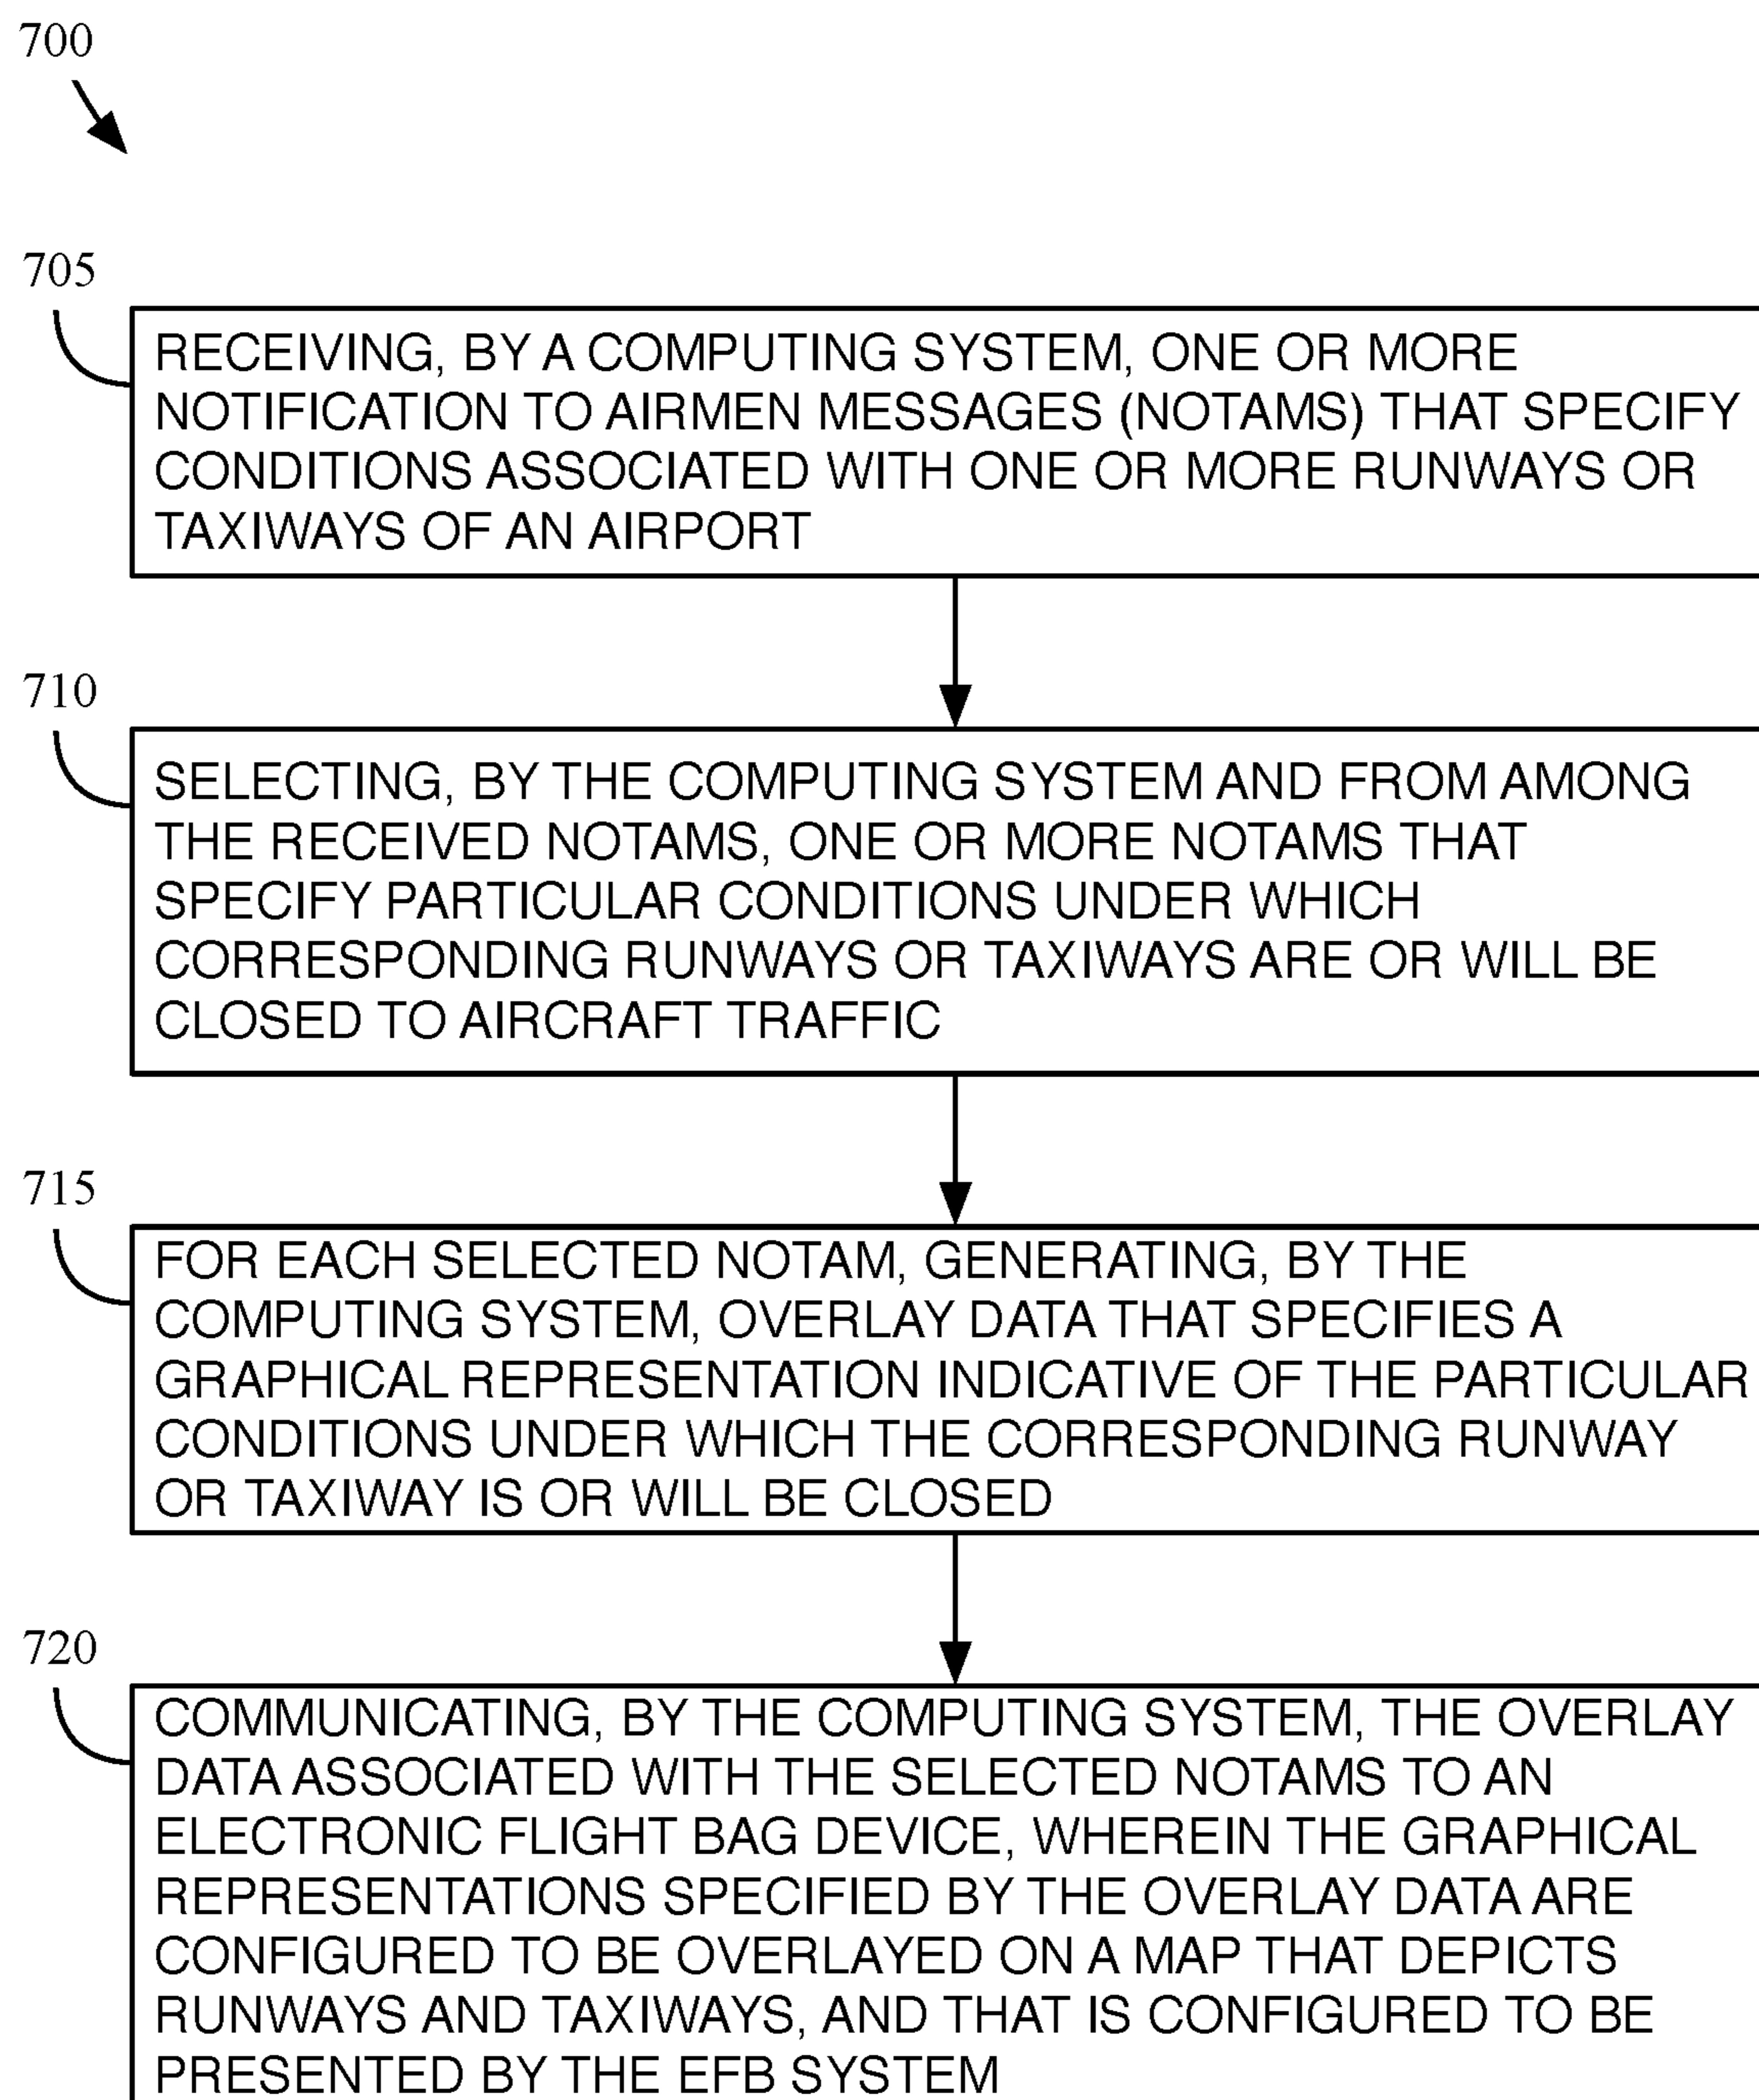 700
705
RECEIVING, BY A COMPUTING SYSTEM, ONE OR MORE
NOTIFICATION TO AIRMEN MESSAGES (NOTAMS) THAT SPECIFY
CONDITIONS ASSOCIATED WITH ONE OR MORE RUNWAYS OR
TAXIWAYS OF AN AIRPORT
710
SELECTING, BY THE COMPUTING SYSTEM AND FROM AMONG
THE RECEIVED NOTAMS, ONE OR MORE NOTAMS THAT
SPECIFY PARTICULAR CONDITIONS UNDER WHICH
CORRESPONDING RUNWAYS OR TAXIWAYS ARE OR WILL BE
CLOSED TO AIRCRAFT TRAFFIC
715
FOR EACH SELECTED NOTAM, GENERATING, BY THE
COMPUTING SYSTEM, OVERLAY DATA THAT SPECIFIES A
GRAPHICAL REPRESENTATION INDICATIVE OF THE PARTICULAR
CONDITIONS UNDER WHICH THE CORRESPONDING RUNWAY
OR TAXIWAY IS OR WILL BE CLOSED
720
COMMUNICATING, BY THE COMPUTING SYSTEM, THE OVERLAY
DATA ASSOCIATED WITH THE SELECTED NOTAMS TO AN
ELECTRONIC FLIGHT BAG DEVICE, WHEREIN THE GRAPHICAL
REPRESENTATIONS SPECIFIED BY THE OVERLAY DATA ARE
CONFIGURED TO BE OVERLAYED ON A MAP THAT DEPICTS
RUNWAYS AND TAXIWAYS, AND THAT IS CONFIGURED TO BE
PRESENTED BY THE EFB SYSTEM